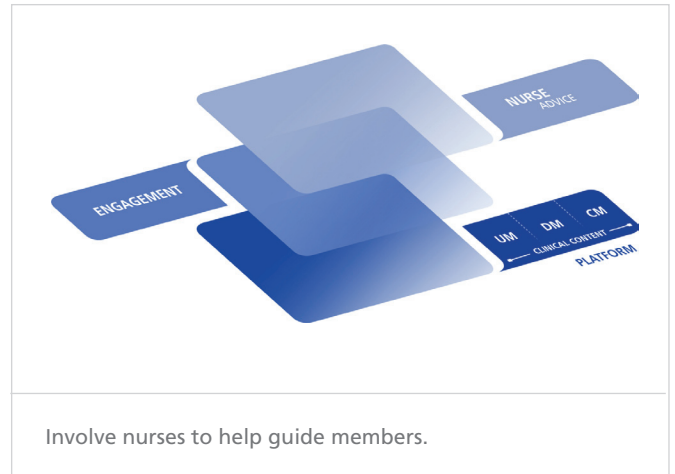 NURSE
ADVICE
ENGAGEMENT
UM DM CM
CLINICAL CONTENT
PLATFORM
Involve nurses to help guide members.